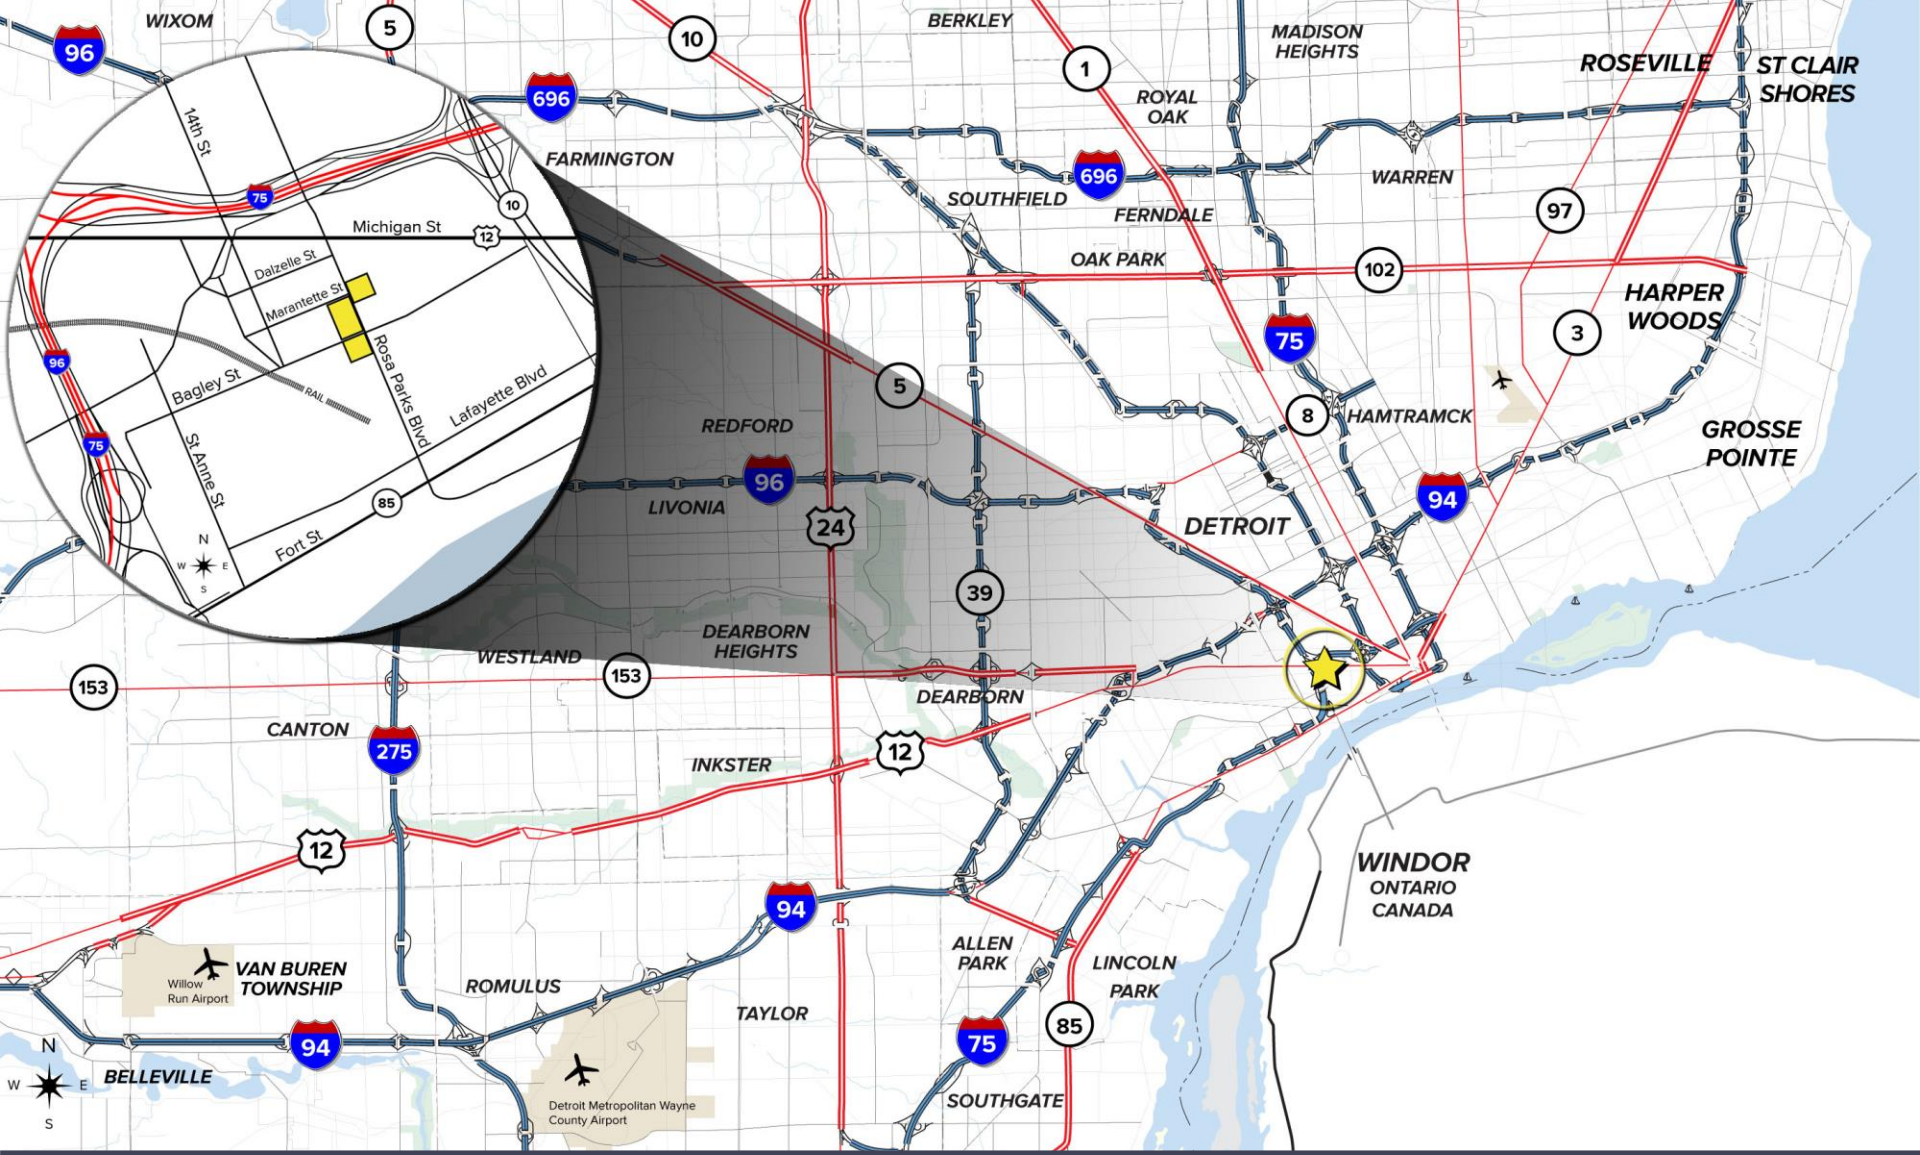 WIXOM
5
10
BERKLEY
1
MADISON
HEIGHTS
ROSEVILLE
ST CLAIR
SHORES
96
696
ROYAL
OAK
FARMINGTON
696
SOUTHFIELD
FERNDALE
WARREN
97
OAK PARK
102
HARPER
WOODS
3
75
5
8
HAMTRAMCK
REDFORD
GROSSE
POINTE
96
LIVONIA
24
94
DETROIT
39
DEARBORN
HEIGHTS
WESTLAND
153
153
DEARBORN
CANTON
275
12
INKSTER
12
WINDOR
ONTARIO
CANADA
94
ALLEN
PARK
LINCOLN
PARK
VAN BUREN
TOWNSHIP
Willow
Run Airport
ROMULUS
TAYLOR
85
75
94
BELLEVILLE
SOUTHGATE
Detroit Metropolitan Wayne
County Airport
N
W
E
S
14th St
75
10
Michigan St
12
Dalzelle St
Marantette St
96
Rosa Parks Blvd
Bagley St
RAIL
Lafayette Blvd
75
St Anne St
85
Fort St
N
W
E
S